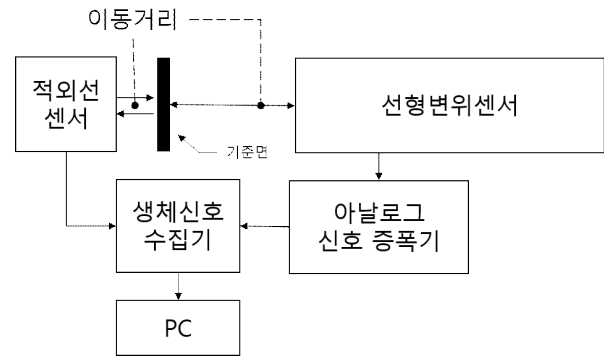 이동거리
적외선
센서
선형변위센서
기준면
생체신호
수집기
아날로그
신호 증폭기
PC